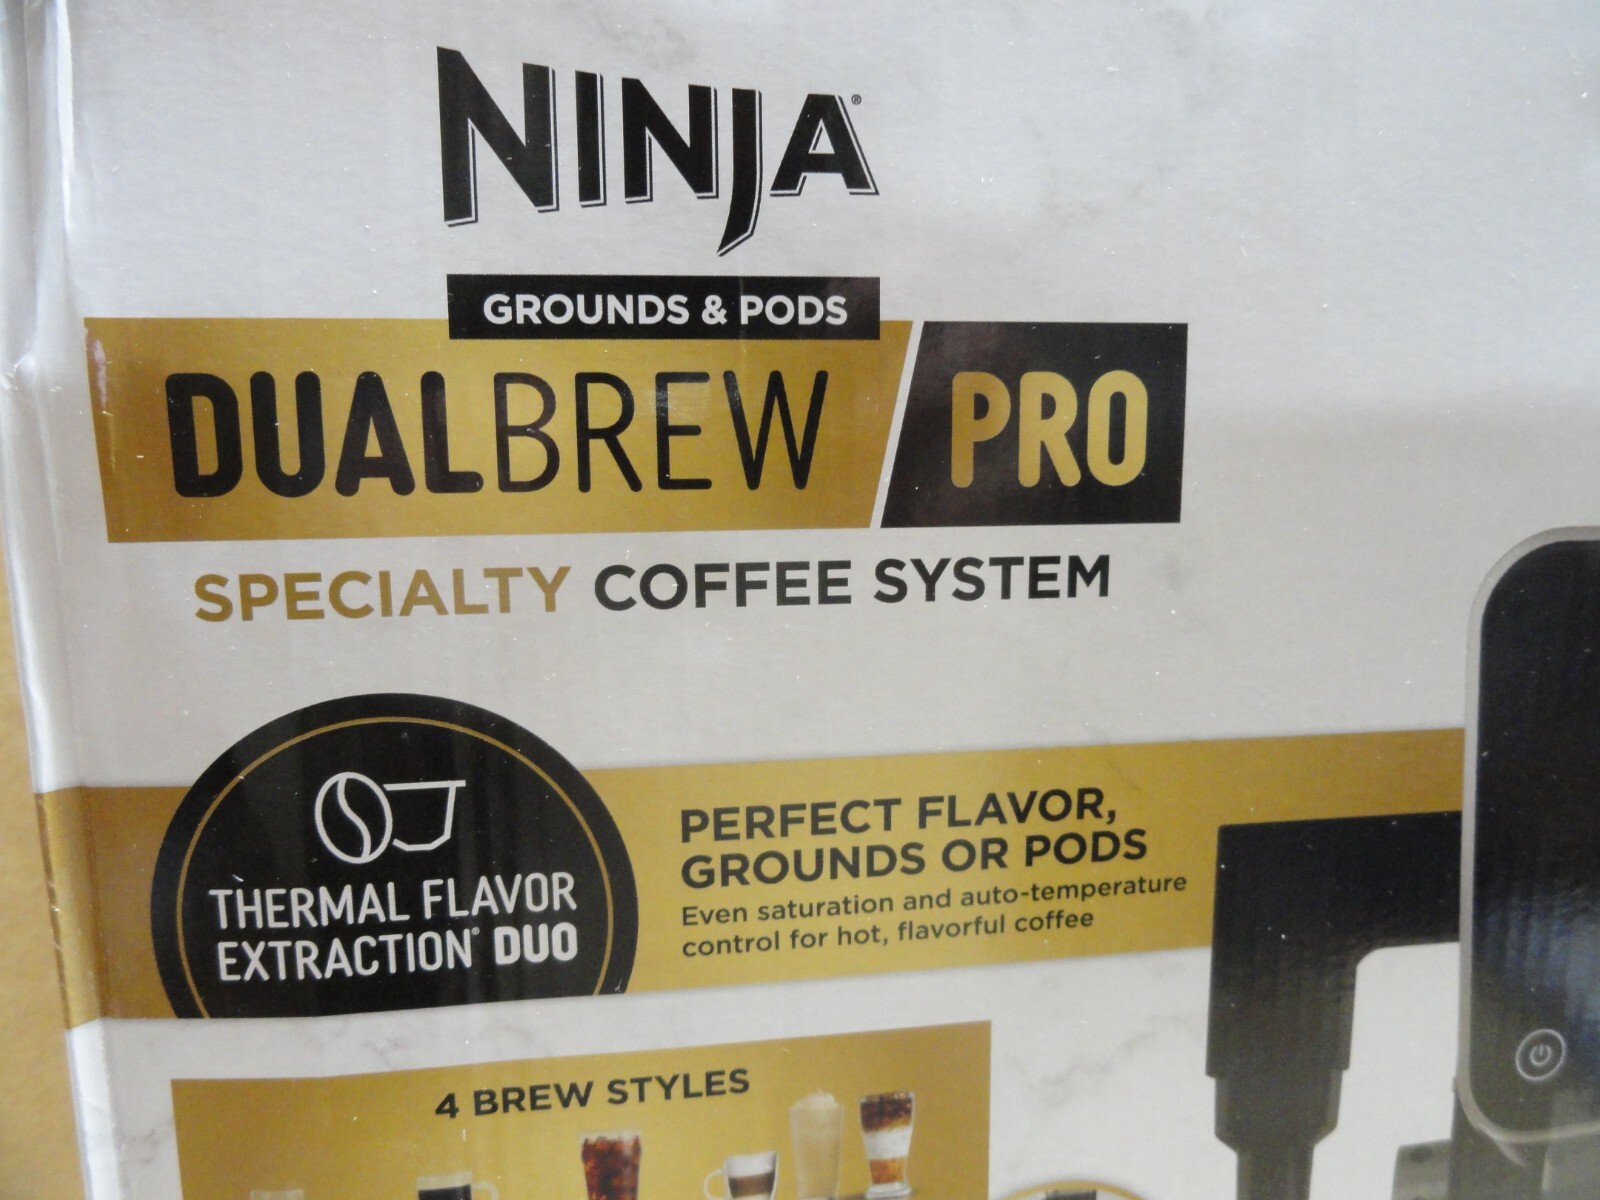 NINJA®
GROUNDS & PODS
DUALBREW PRO
SPECIALTY COFFEE SYSTEM
THERMAL FLAVOR
EXTRACTION® DUO
PERFECT FLAVOR,
GROUNDS OR PODS
Even saturation and auto-temperature
control for hot, flavorful coffee
4 BREW STYLES